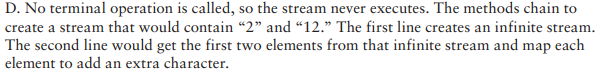 D. No terminal operation is called, so the stream never executes. The methods chain to
create a stream that would contain “2” and “12.” The first line creates an infinite stream.
The second line would get the first two elements from that infinite stream and map each
element to add an extra character.